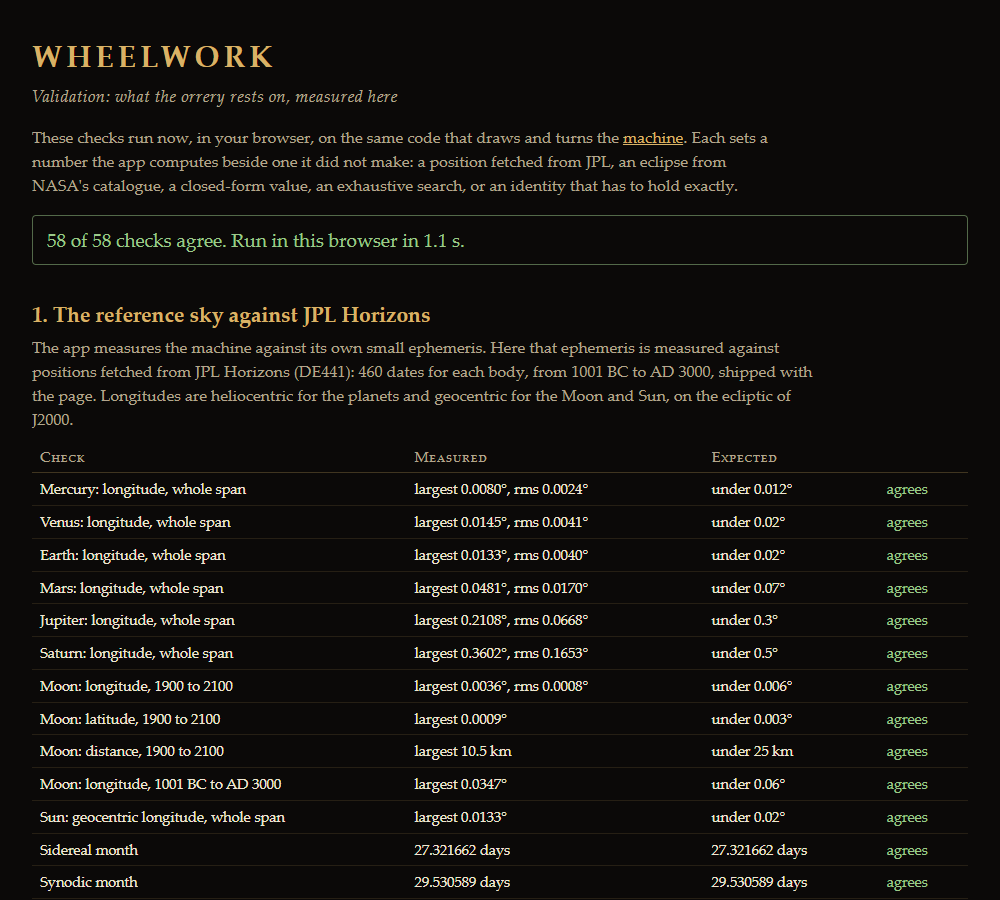 WHEELWORK
Validation: what the orrery rests on, measured here
These checks run now, in your browser, on the same code that draws and turns the machine. Each sets a
number the app computes beside one it did not make: a position fetched from JPL, an eclipse from
NASA's catalogue, a closed-form value, an exhaustive search, or an identity that has to hold exactly.
58 of 58 checks agree. Run in this browser in 1.1 s.
1. The reference sky against JPL Horizons
The app measures the machine against its own small ephemeris. Here that ephemeris is measured against
positions fetched from JPL Horizons (DE441): 460 dates for each body, from 1001 BC to AD 3000, shipped with
the page. Longitudes are heliocentric for the planets and geocentric for the Moon and Sun, on the ecliptic of
J2000.
Check Measured Expected
Mercury: longitude, whole span largest 0.0080°, rms 0.0024° under 0.012° agrees
Venus: longitude, whole span largest 0.0145°, rms 0.0041° under 0.02° agrees
Earth: longitude, whole span largest 0.0133°, rms 0.0040° under 0.02° agrees
Mars: longitude, whole span largest 0.0481°, rms 0.0170° under 0.07° agrees
Jupiter: longitude, whole span largest 0.2108°, rms 0.0668° under 0.3° agrees
Saturn: longitude, whole span largest 0.3602°, rms 0.1653° under 0.5° agrees
Moon: longitude, 1900 to 2100 largest 0.0036°, rms 0.0008° under 0.006° agrees
Moon: latitude, 1900 to 2100 largest 0.0009° under 0.003° agrees
Moon: distance, 1900 to 2100 largest 10.5 km under 25 km agrees
Moon: longitude, 1001 BC to AD 3000 largest 0.0347° under 0.06° agrees
Sun: geocentric longitude, whole span largest 0.0133° under 0.02° agrees
Sidereal month 27.321662 days 27.321662 days agrees
Synodic month 29.530589 days 29.530589 days agrees